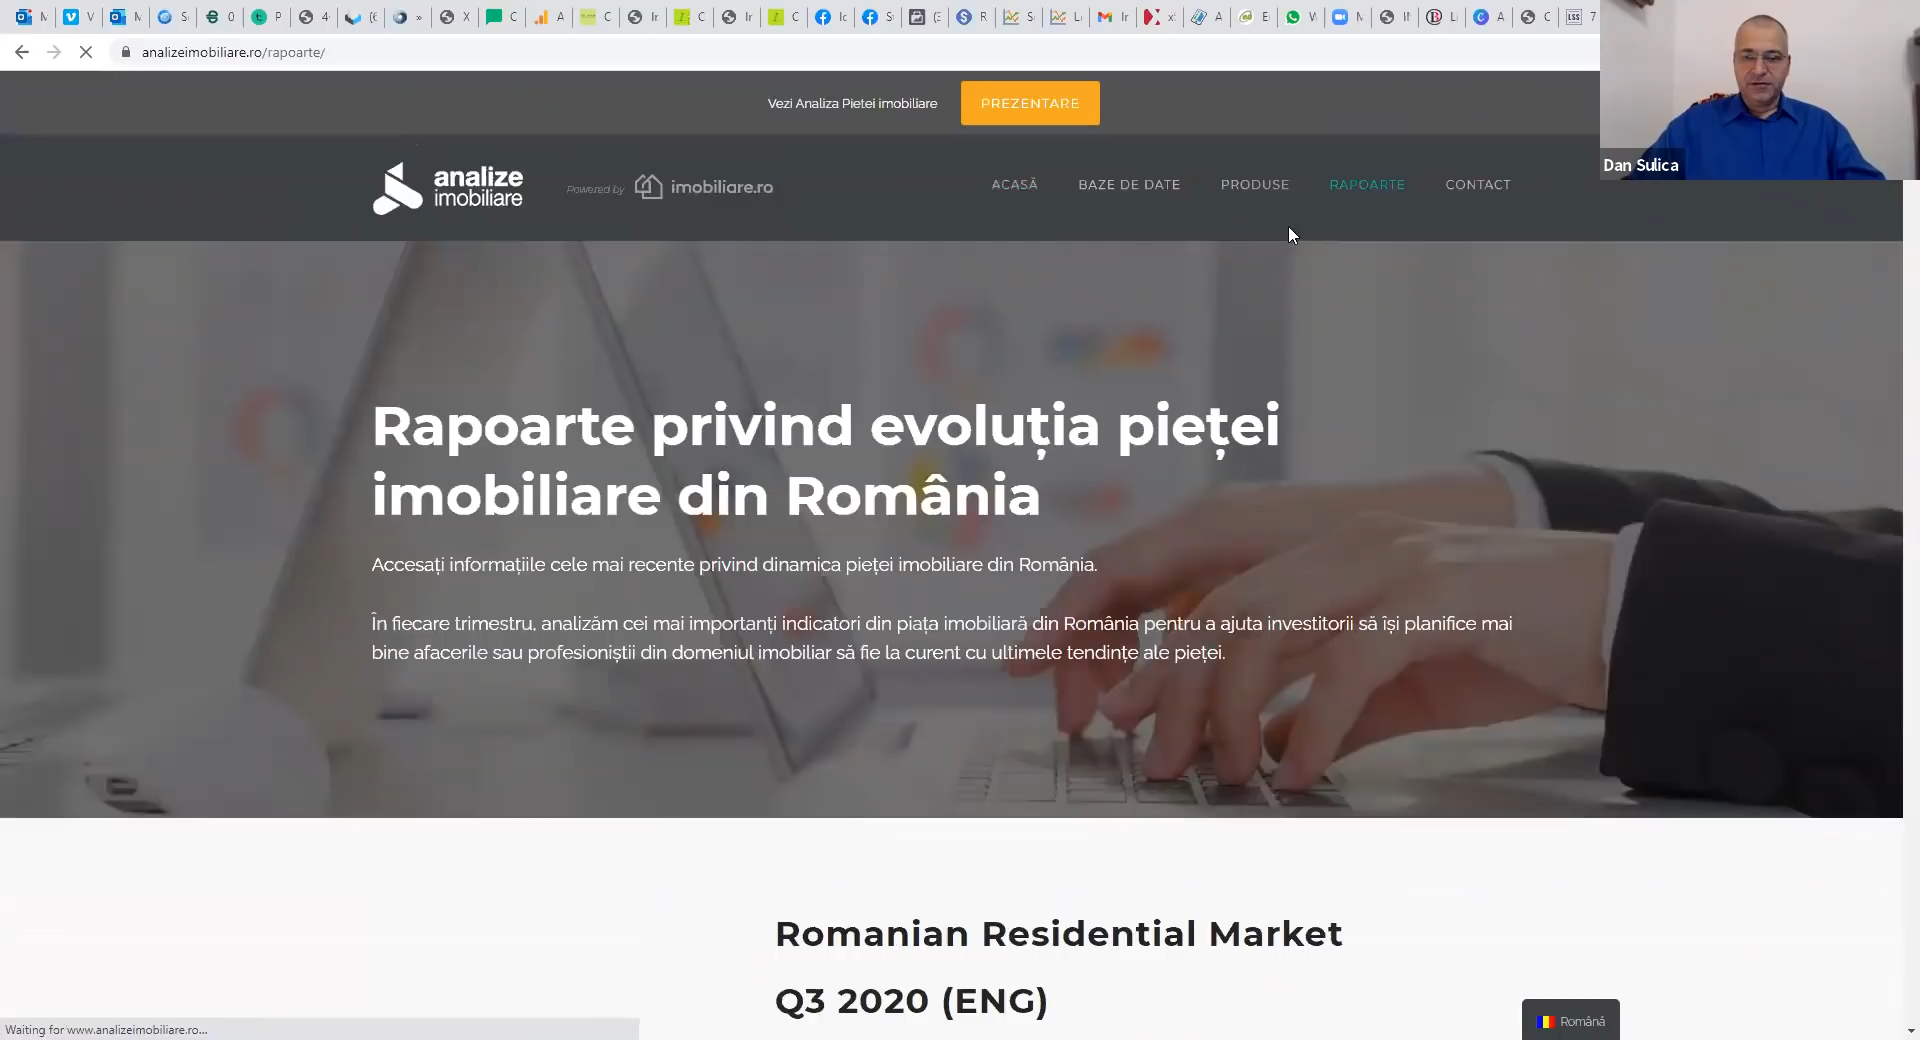 analizeimobiliare.ro/rapoarte/
Vezi Analiza Pietei imobiliare
PREZENTARE
Dan Sulica
analize
imobiliare
Powered by imobiliare.ro
ACASĂ BAZE DE DATE PRODUSE RAPOARTE CONTACT
Rapoarte privind evoluția pieței
imobiliare din România
Accesați informațiile cele mai recente privind dinamica pieței imobiliare din România.
În fiecare trimestru, analizăm cei mai importanți indicatori din piața imobiliară din România pentru a ajuta investitorii să își planifice mai
bine afacerile sau profesioniștii din domeniul imobiliar să fie la curent cu ultimele tendințe ale pieței.
Romanian Residential Market
Q3 2020 (ENG)
Română
Waiting for www.analizeimobiliare.ro...